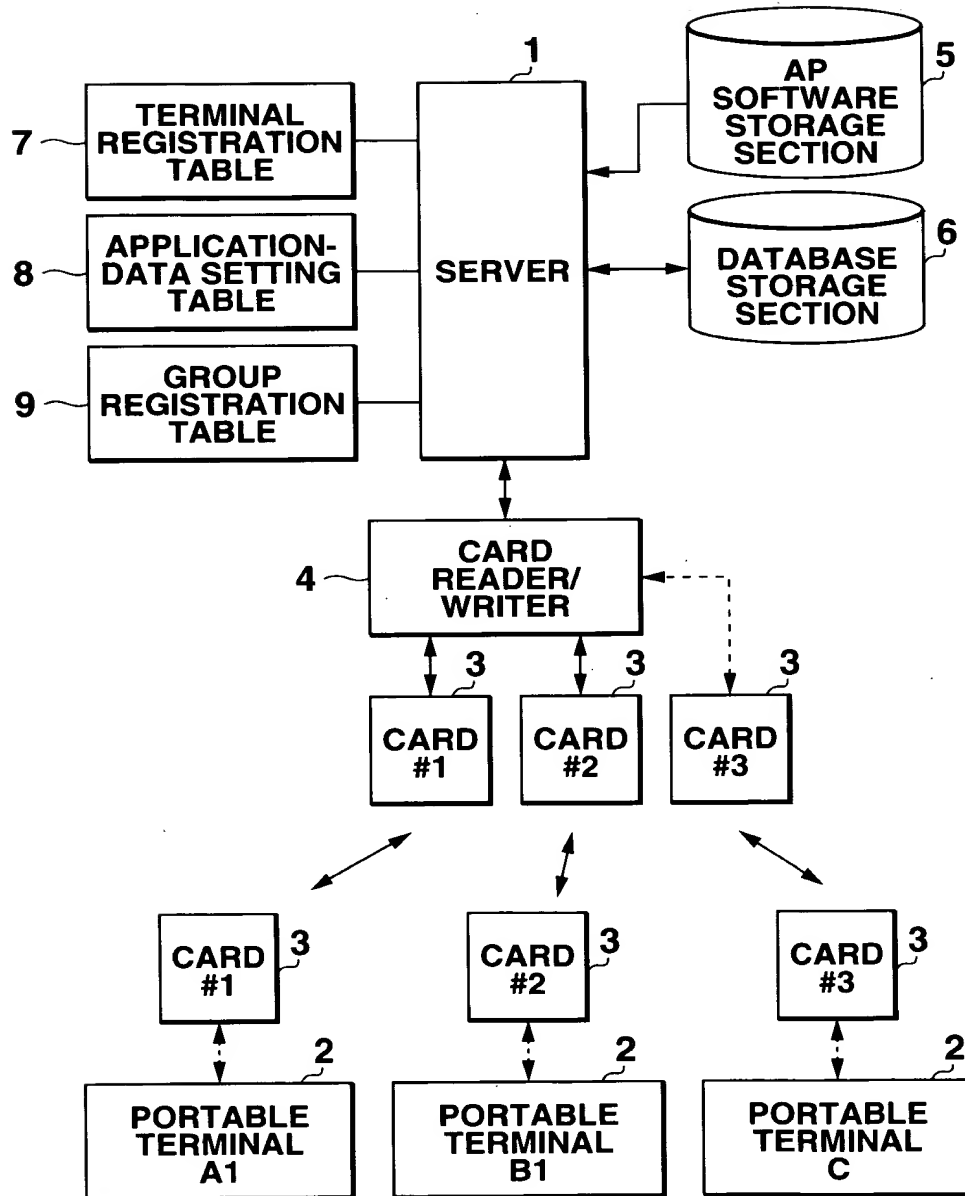 1
5
AP
SOFTWARE
STORAGE
SECTION
7
TERMINAL
REGISTRATION
TABLE
8
APPLICATION-
DATA SETTING
TABLE
SERVER
6
DATABASE
STORAGE
SECTION
9
GROUP
REGISTRATION
TABLE
4
CARD
READER/
WRITER
3
3
3
CARD
#1
CARD
#2
CARD
#3
CARD
#1
3
CARD
#2
3
CARD
#3
3
2
2
2
PORTABLE
TERMINAL
A1
PORTABLE
TERMINAL
B1
PORTABLE
TERMINAL
C